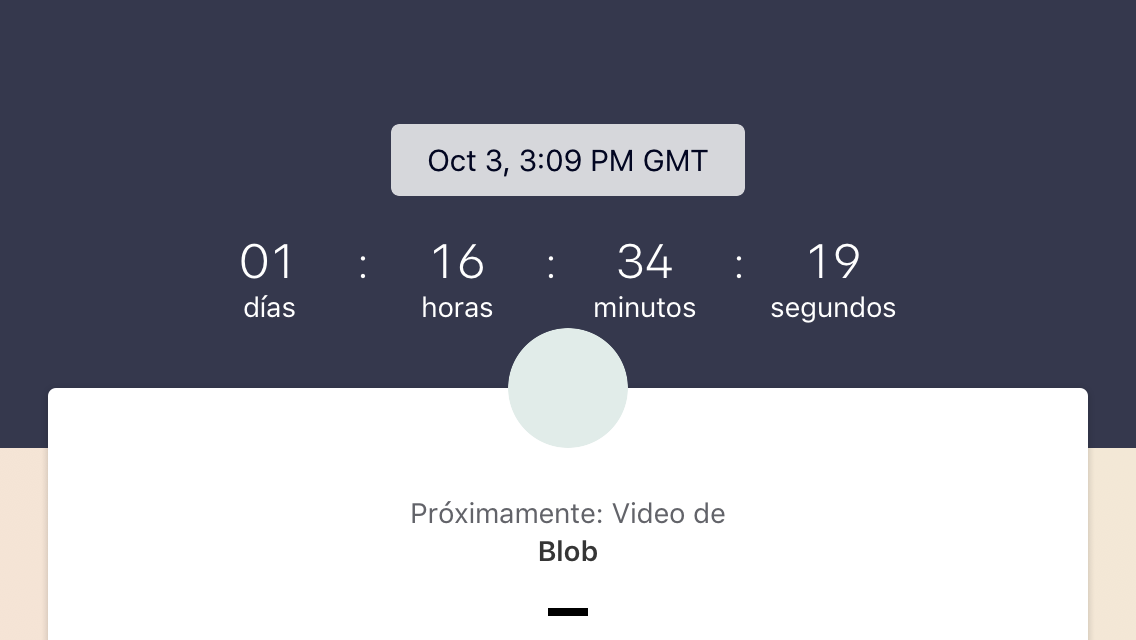 Oct 3, 3:09 PM GMT
01 : 16 : 34 : 19
días horas minutos segundos
Próximamente: Video de
Blob